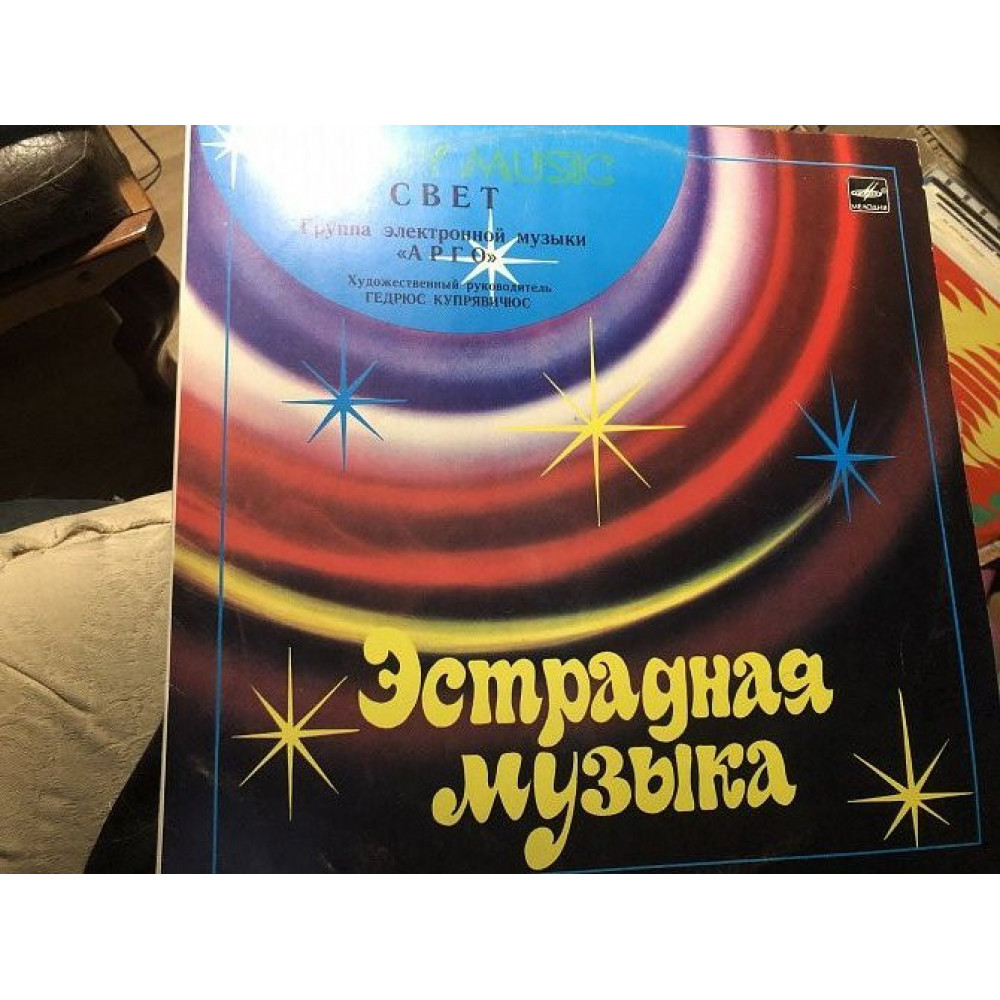 MUSIC
СВЕТ
Группа электронной музыки
«АРГО»
Художественный руководитель
ГЕДРЮС КУПРЯВИЧЮС
МЕЛОДИЯ
Эстрадная
музыка